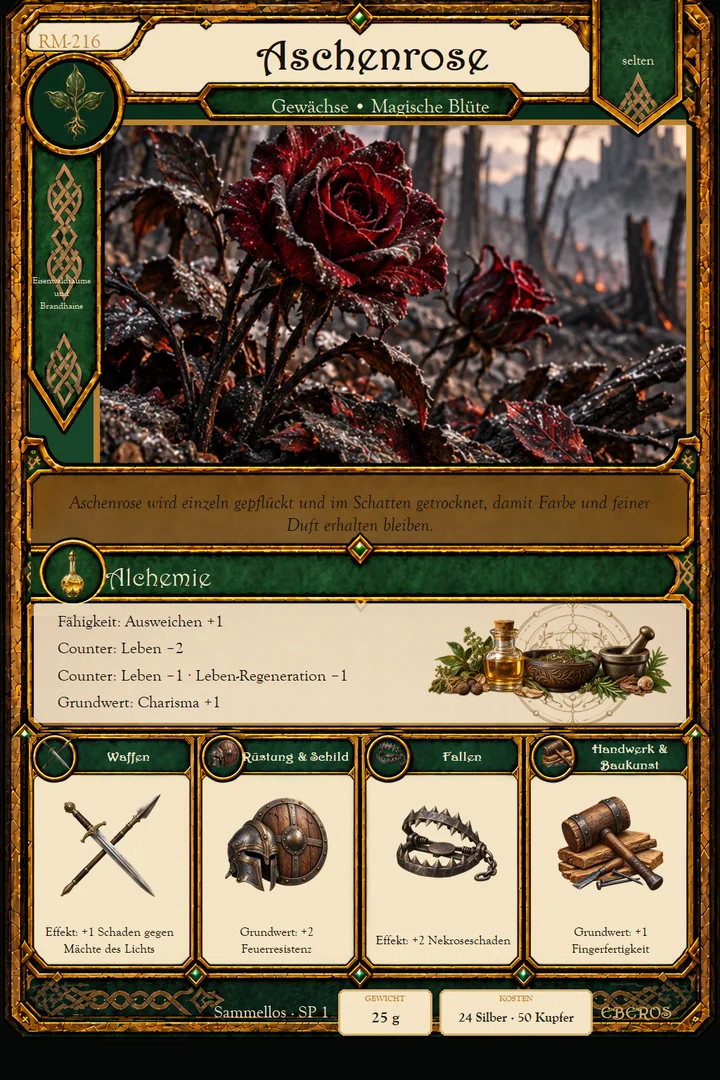 RM-216
Aschenrose
selten
Gewächse • Magische Blüte
Eisenwaldsäume
und
Brandhaine
Aschenrose wird einzeln gepflückt und im Schatten getrocknet, damit Farbe und feiner
Duft erhalten bleiben.
Alchemie
Fähigkeit: Ausweichen +1
Counter: Leben −2
Counter: Leben −1 · Leben-Regeneration −1
Grundwert: Charisma +1
Waffen
Rüstung & Schild
Fallen
Handwerk &
Baukunst
Effekt: +1 Schaden gegen
Mächte des Lichts
Grundwert: +2
Feuerresistenz
Effekt: +2 Nekroseschaden
Grundwert: +1
Fingerfertigkeit
Sammellos · SP 1
GEWICHT
25 g
KOSTEN
24 Silber · 50 Kupfer
EBEROS